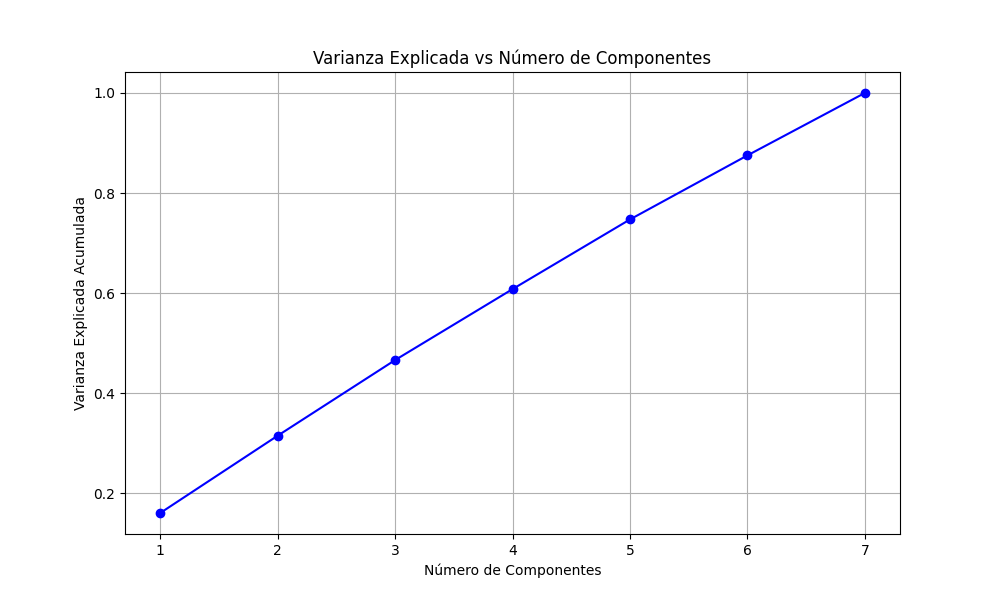 Varianza Explicada vs Número de Componentes
Varianza Explicada Acumulada
1.0
0.8
0.6
0.4
0.2
1 2 3 4 5 6 7
Número de Componentes